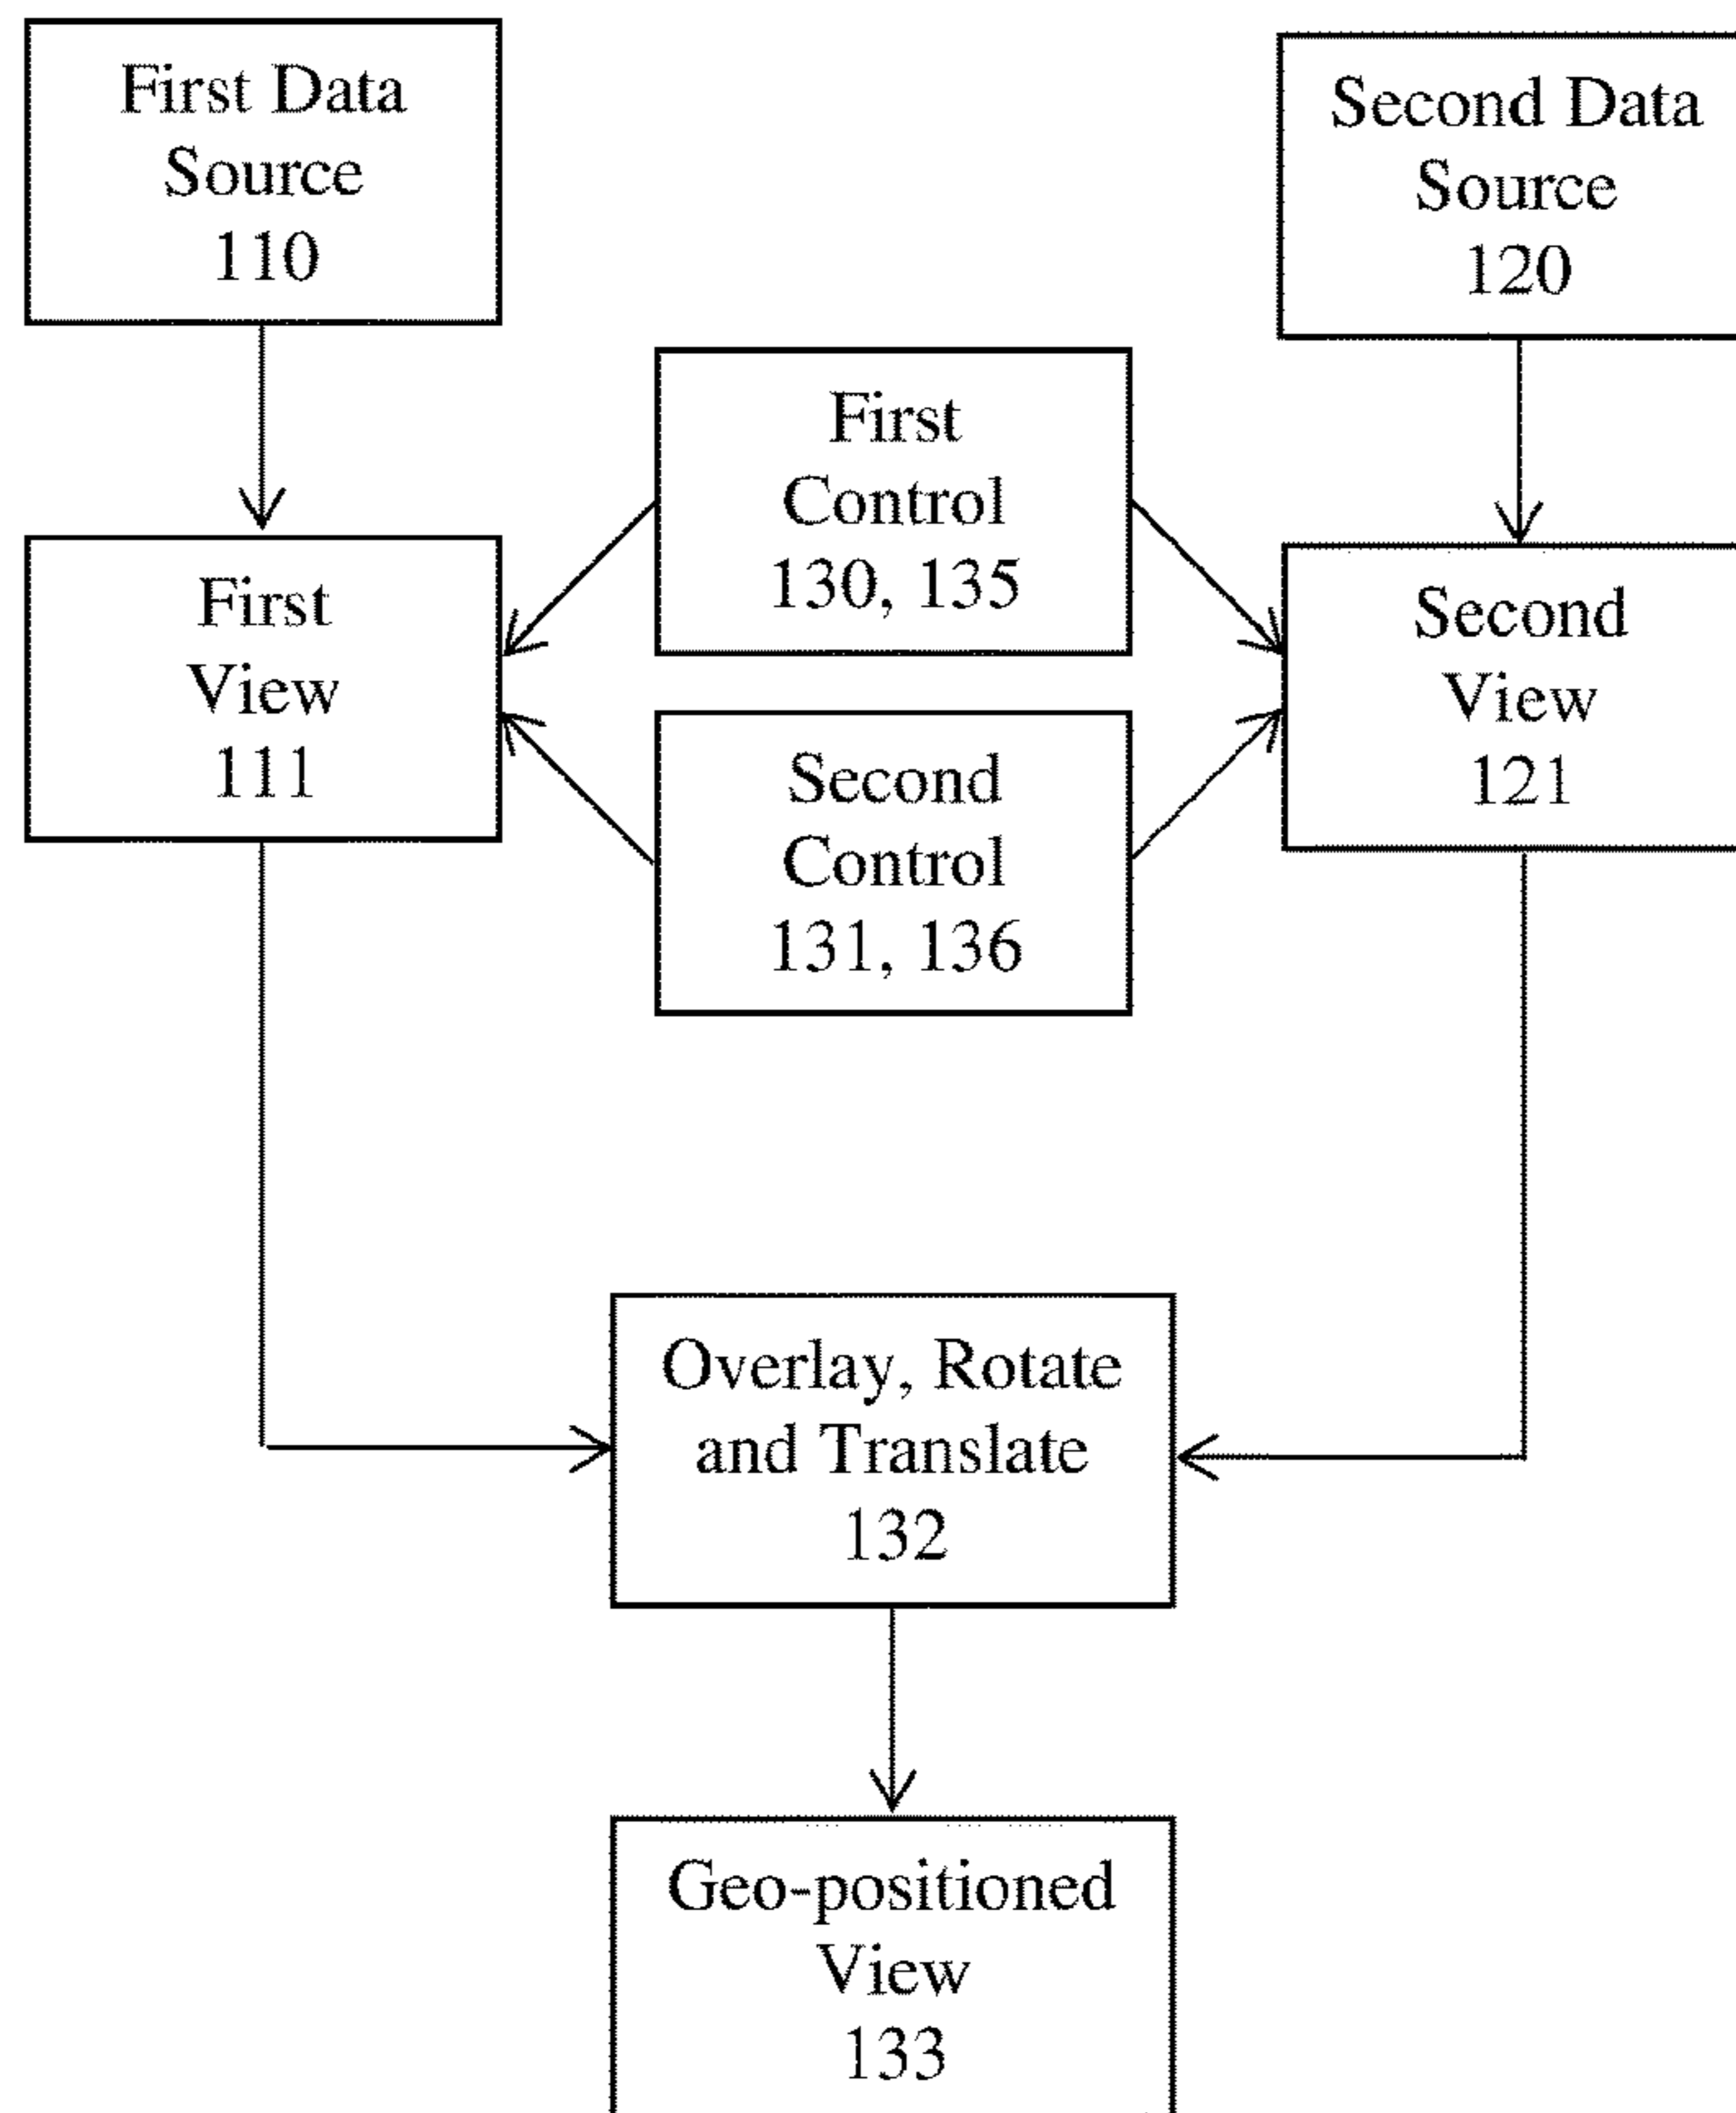 First Data
Source
110
Second Data
Source
120
First
Control
130, 135
First
View
111
Second
View
121
Second
Control
131, 136
Overlay, Rotate
and Translate
132
Geo-positioned
View
133